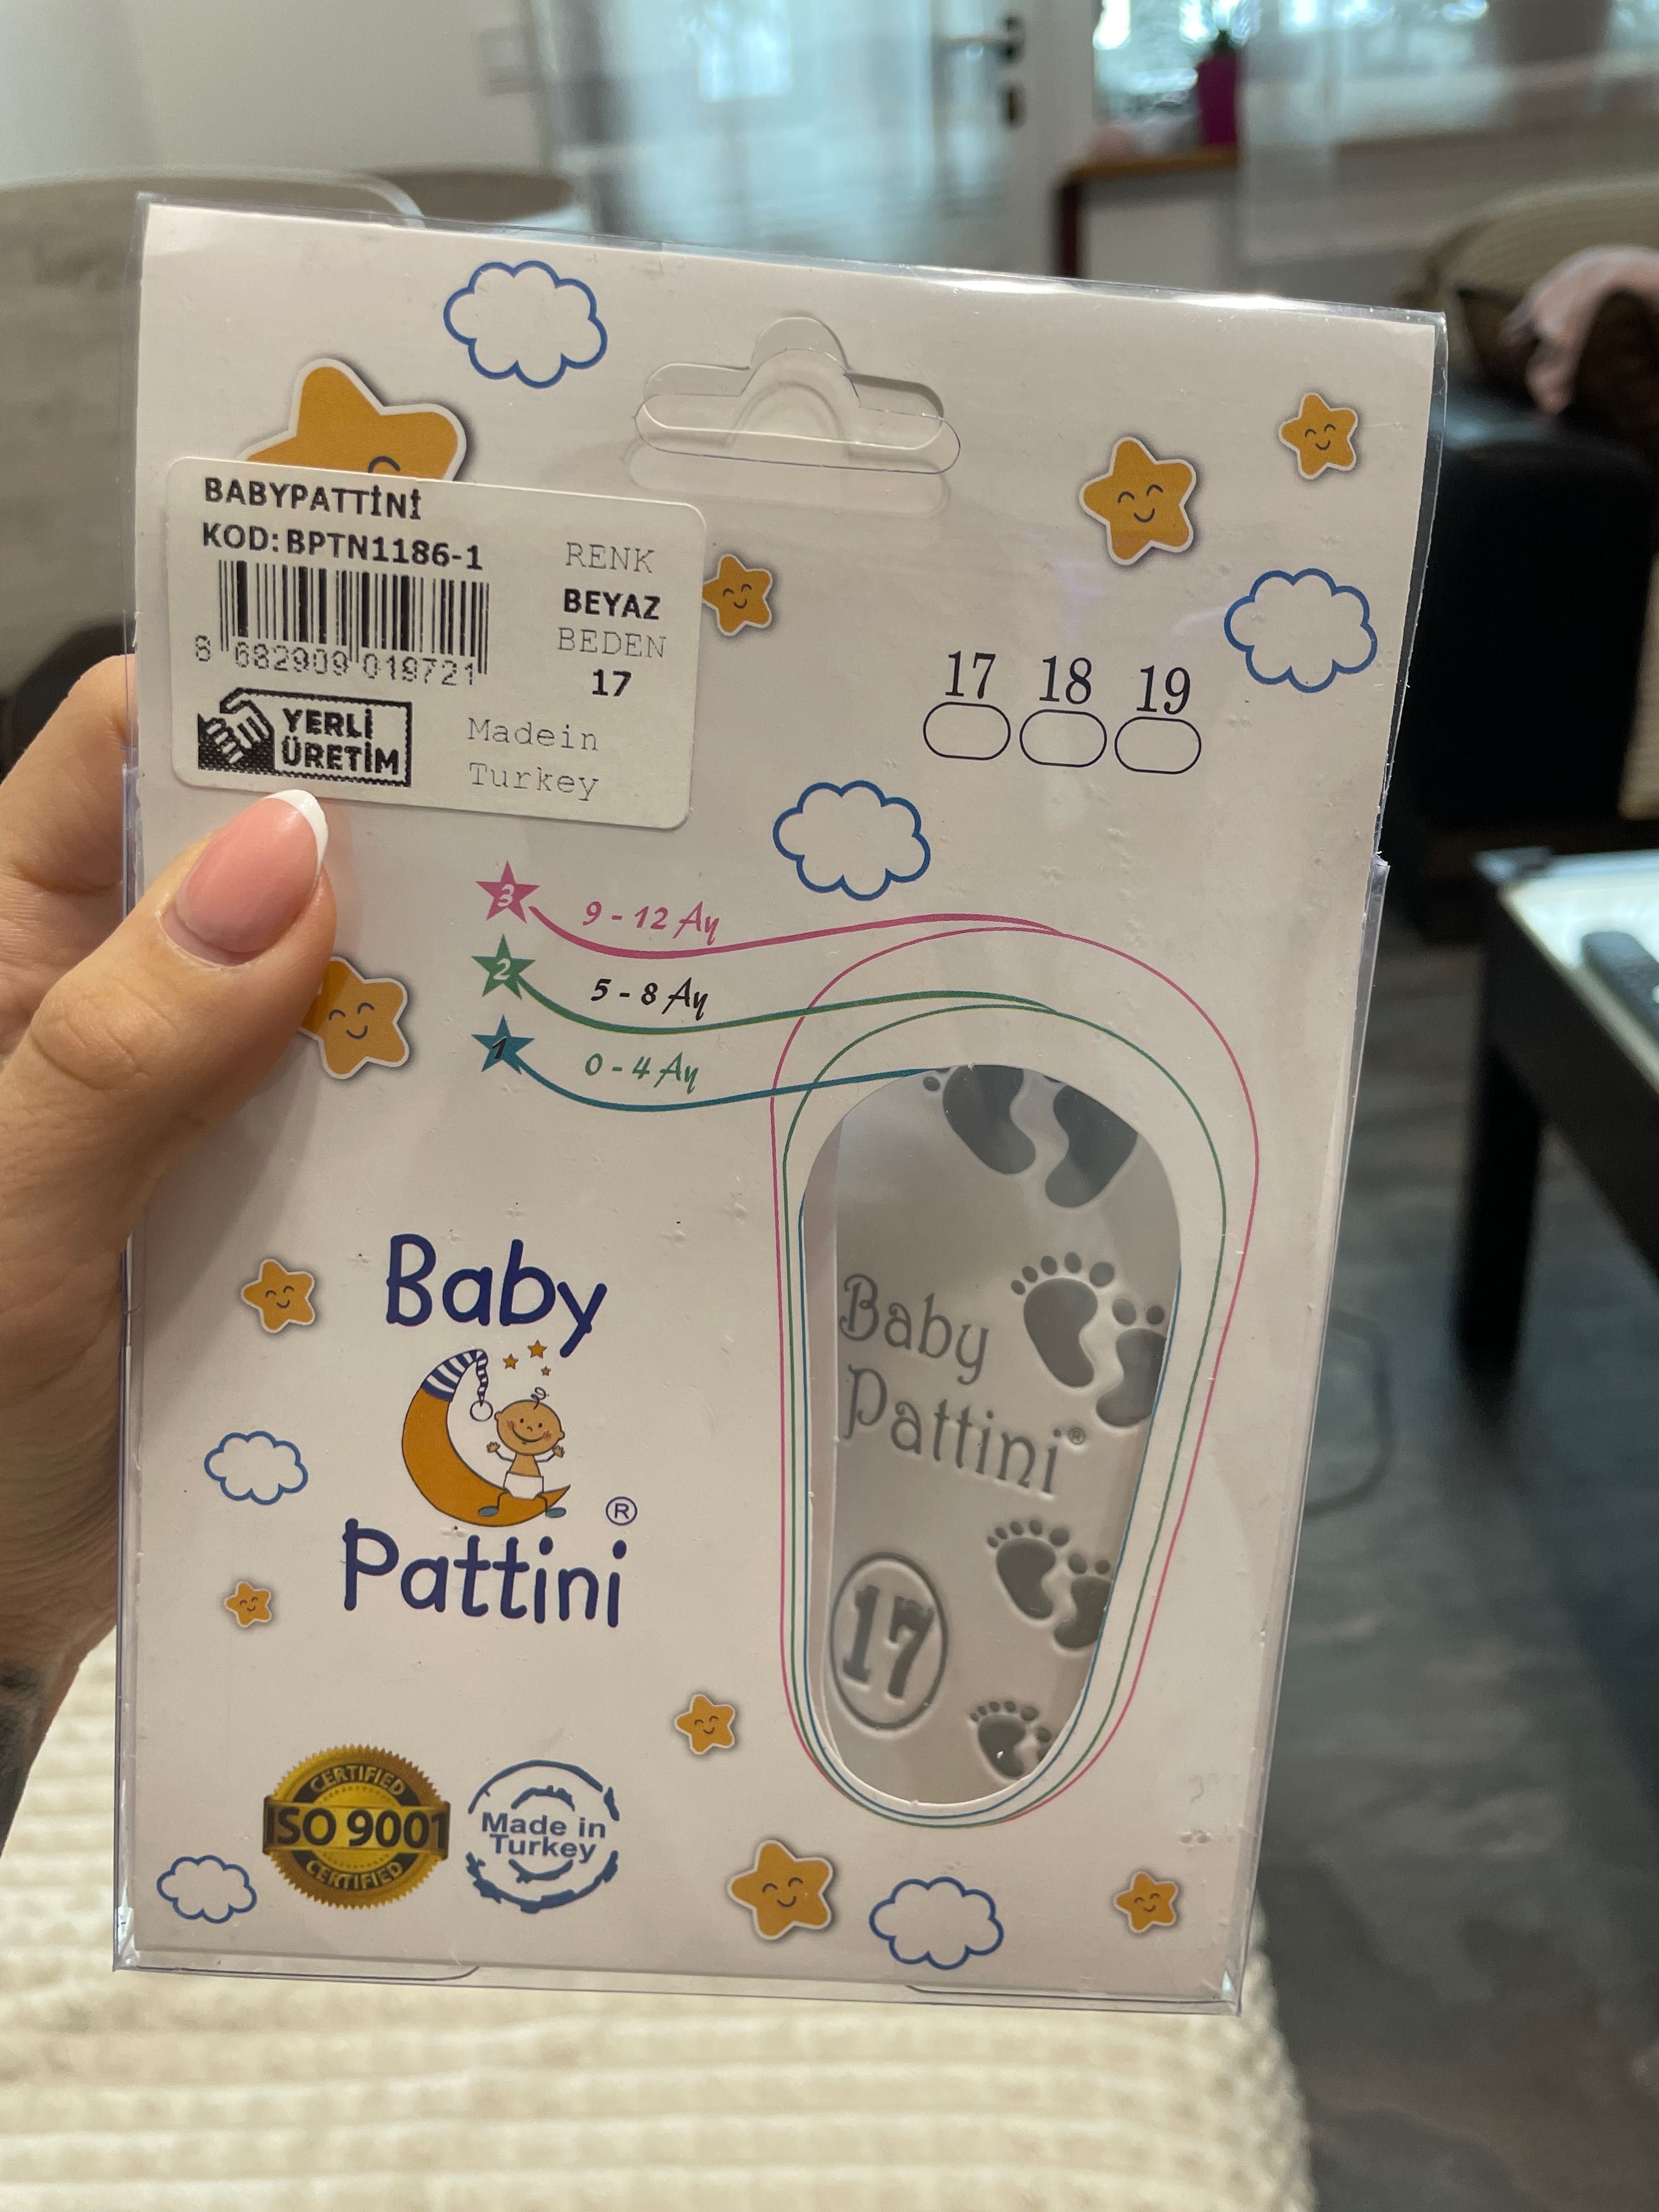 BABYPATTİNİ
KOD: BPTN1186-1
8 682909 019721
YERLİ
ÜRETİM
RENK
BEYAZ
BEDEN
17
Madein
Turkey
17 18 19
3 9 - 12 Ay
2 5 - 8 Ay
1 0 - 4 Ay
Baby
Pattini ®
Baby
Pattini®
17
CERTIFIED
ISO 9001
CERTIFIED
Made in
Turkey